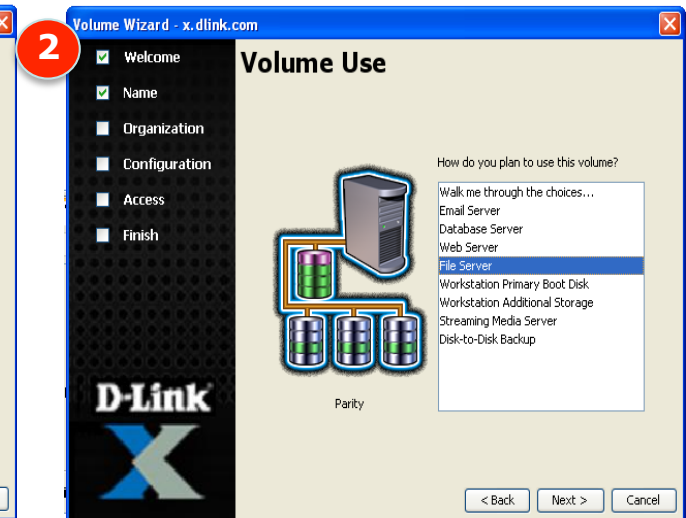 2
Volume Wizard - x.dlink.com
Welcome
Name
Organization
Configuration
Access
Finish
D-Link
Volume Use
Parity
How do you plan to use this volume?
Walk me through the choices...
Email Server
Database Server
Web Server
File Server
Workstation Primary Boot Disk
Workstation Additional Storage
Streaming Media Server
Disk-to-Disk Backup
< Back Next > Cancel